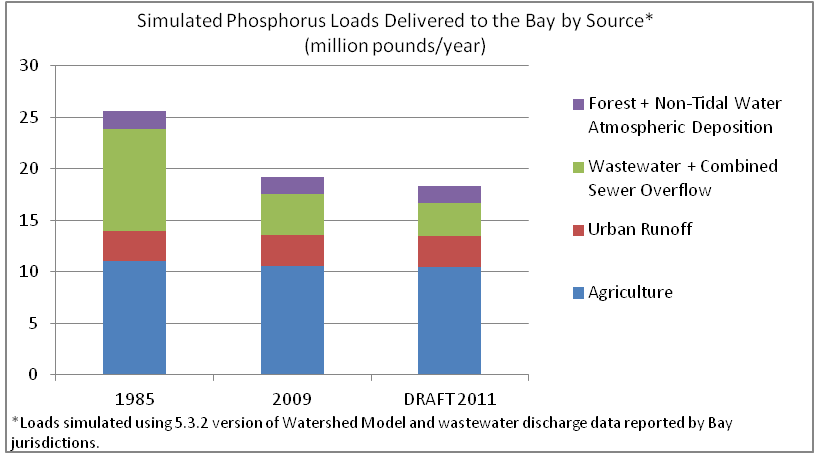 Simulated Phosphorus Loads Delivered to the Bay by Source*
(million pounds/year)
30
25
20
15
10
5
0
1985
2009
DRAFT 2011
Forest + Non-Tidal Water
Atmospheric Deposition
Wastewater + Combined
Sewer Overflow
Urban Runoff
Agriculture
*Loads simulated using 5.3.2 version of Watershed Model and wastewater discharge data reported by Bay
jurisdictions.